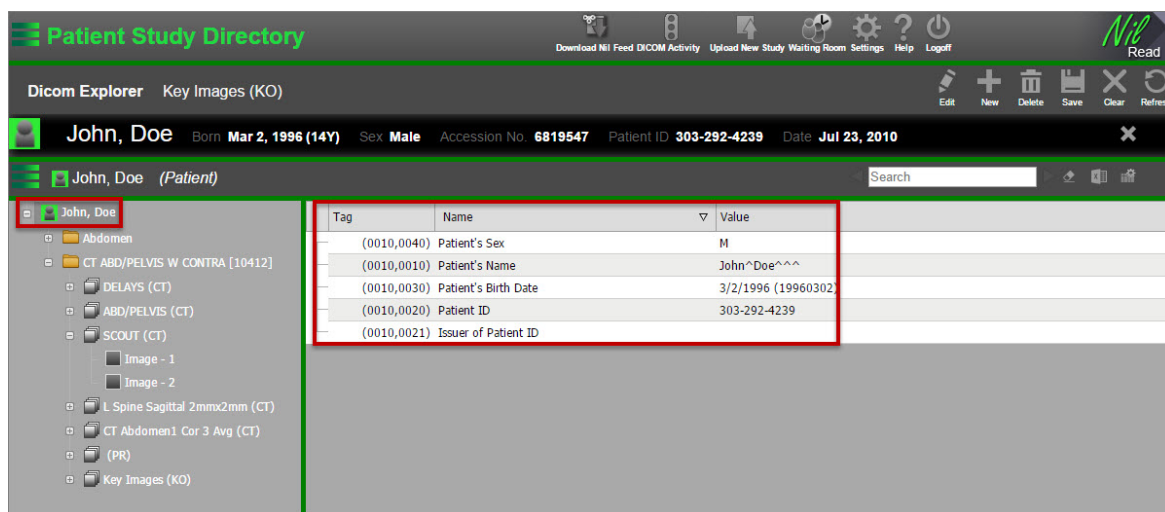 Patient Study Directory
Download Nil Feed DICOM Activity Upload New Study Waiting Room Settings Help Logoff
Nil
Read
Dicom Explorer Key Images (KO)
Edit New Delete Save Clear Refres
John, Doe Born Mar 2, 1996 (14Y) Sex Male Accession No. 6819547 Patient ID 303-292-4239 Date Jul 23, 2010
John, Doe (Patient)
Search
John, Doe
Abdomen
CT ABD/PELVIS W CONTRA [10412]
DELAYS (CT)
ABD/PELVIS (CT)
SCOUT (CT)
Image - 1
Image - 2
L Spine Sagittal 2mmx2mm (CT)
CT Abdomen1 Cor 3 Avg (CT)
(PR)
Key Images (KO)
Tag Name Value
(0010,0040) Patient's Sex M
(0010,0010) Patient's Name John^Doe^^^
(0010,0030) Patient's Birth Date 3/2/1996 (19960302)
(0010,0020) Patient ID 303-292-4239
(0010,0021) Issuer of Patient ID